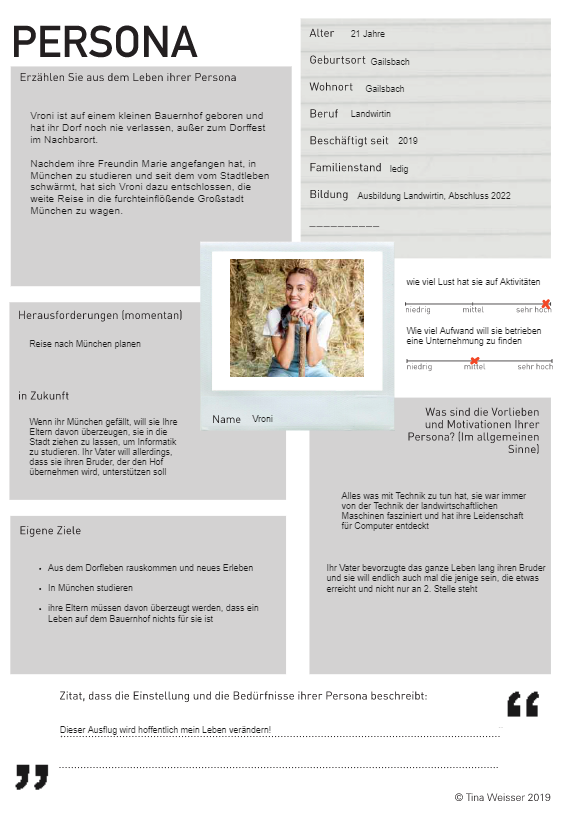 PERSONA
Erzählen Sie aus dem Leben ihrer Persona
Vroni ist auf einem kleinen Bauernhof geboren und
hat ihr Dorf noch nie verlassen, außer zum Dorffest
im Nachbarort.
Nachdem ihre Freundin Marie angefangen hat, in
München zu studieren und seit dem vom Stadtleben
schwärmt, hat sich Vroni dazu entschlossen, die
weite Reise in die furchteinflößende Großstadt
München zu wagen.
Alter 21 Jahre
Geburtsort Gailsbach
Wohnort Gailsbach
Beruf Landwirtin
Beschäftigt seit 2019
Familienstand ledig
Bildung Ausbildung Landwirtin, Abschluss 2022
__________
wie viel Lust hat sie auf Aktivitäten
niedrig mittel sehr hoch
Wie viel Aufwand will sie betrieben
eine Unternehmung zu finden
niedrig mittel sehr hoch
Herausforderungen (momentan)
Reise nach München planen
in Zukunft
Wenn ihr München gefällt, will sie Ihre
Eltern davon überzeugen, sie in die
Stadt ziehen zu lassen, um Informatik
zu studieren. Ihr Vater will allerdings,
dass sie ihren Bruder, der den Hof
übernehmen wird, unterstützen soll
Name Vroni
Was sind die Vorlieben
und Motivationen Ihrer
Persona? (Im allgemeinen
Sinne)
Alles was mit Technik zu tun hat, sie war immer
von der Technik der landwirtschaftlichen
Maschinen fasziniert und hat ihre Leidenschaft
für Computer entdeckt
Ihr Vater bevorzugte das ganze Leben lang ihren Bruder
und sie will endlich auch mal die jenige sein, die etwas
erreicht und nicht nur an 2. Stelle steht
Eigene Ziele
• Aus dem Dorfleben rauskommen und neues Erleben
• In München studieren
• ihre Eltern müssen davon überzeugt werden, dass ein
Leben auf dem Bauernhof nichts für sie ist
Zitat, dass die Einstellung und die Bedürfnisse ihrer Persona beschreibt:
Dieser Ausflug wird hoffentlich mein Leben verändern!
© Tina Weisser 2019